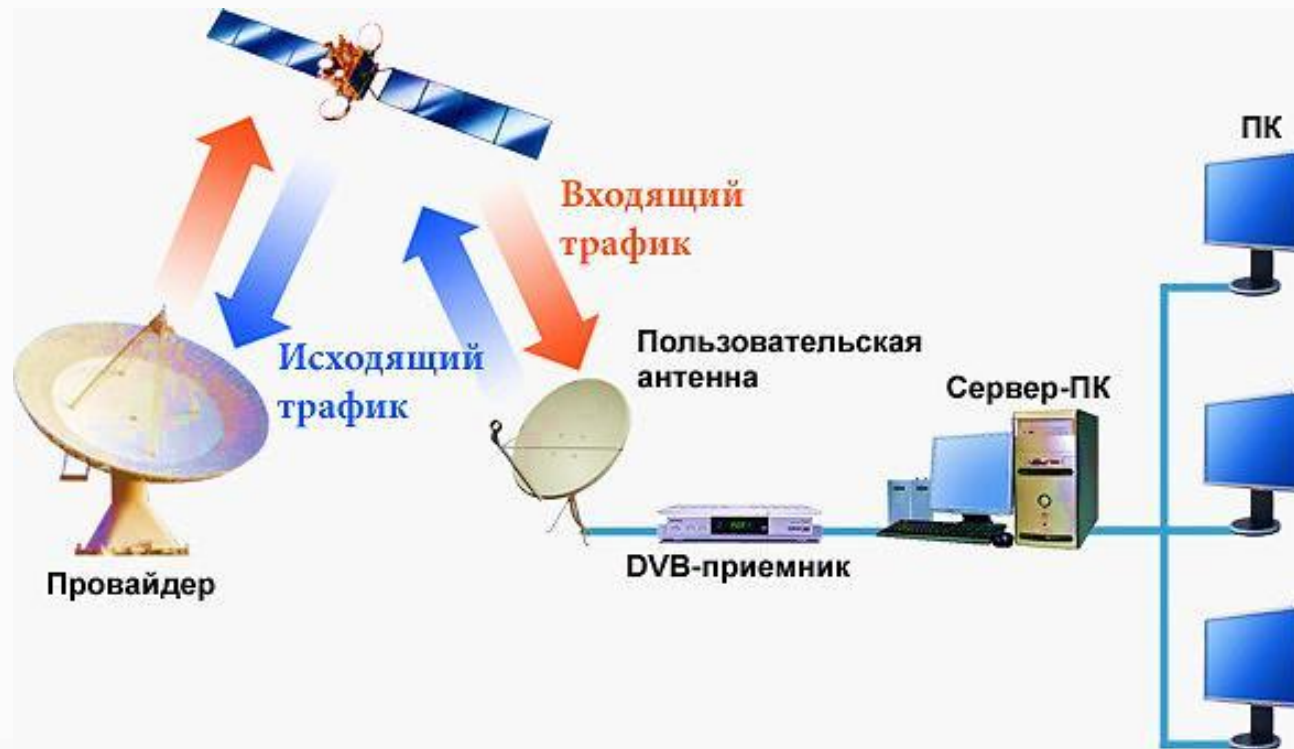 ПК
Входящий
трафик
Исходящий
трафик
Пользовательская
антенна
Сервер-ПК
DVB-приемник
Провайдер